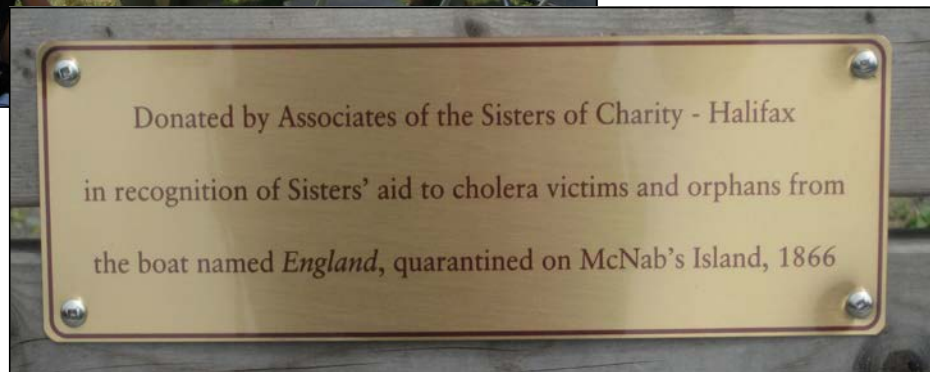 Donated by Associates of the Sisters of Charity - Halifax
in recognition of Sisters' aid to cholera victims and orphans from
the boat named England, quarantined on McNab's Island, 1866